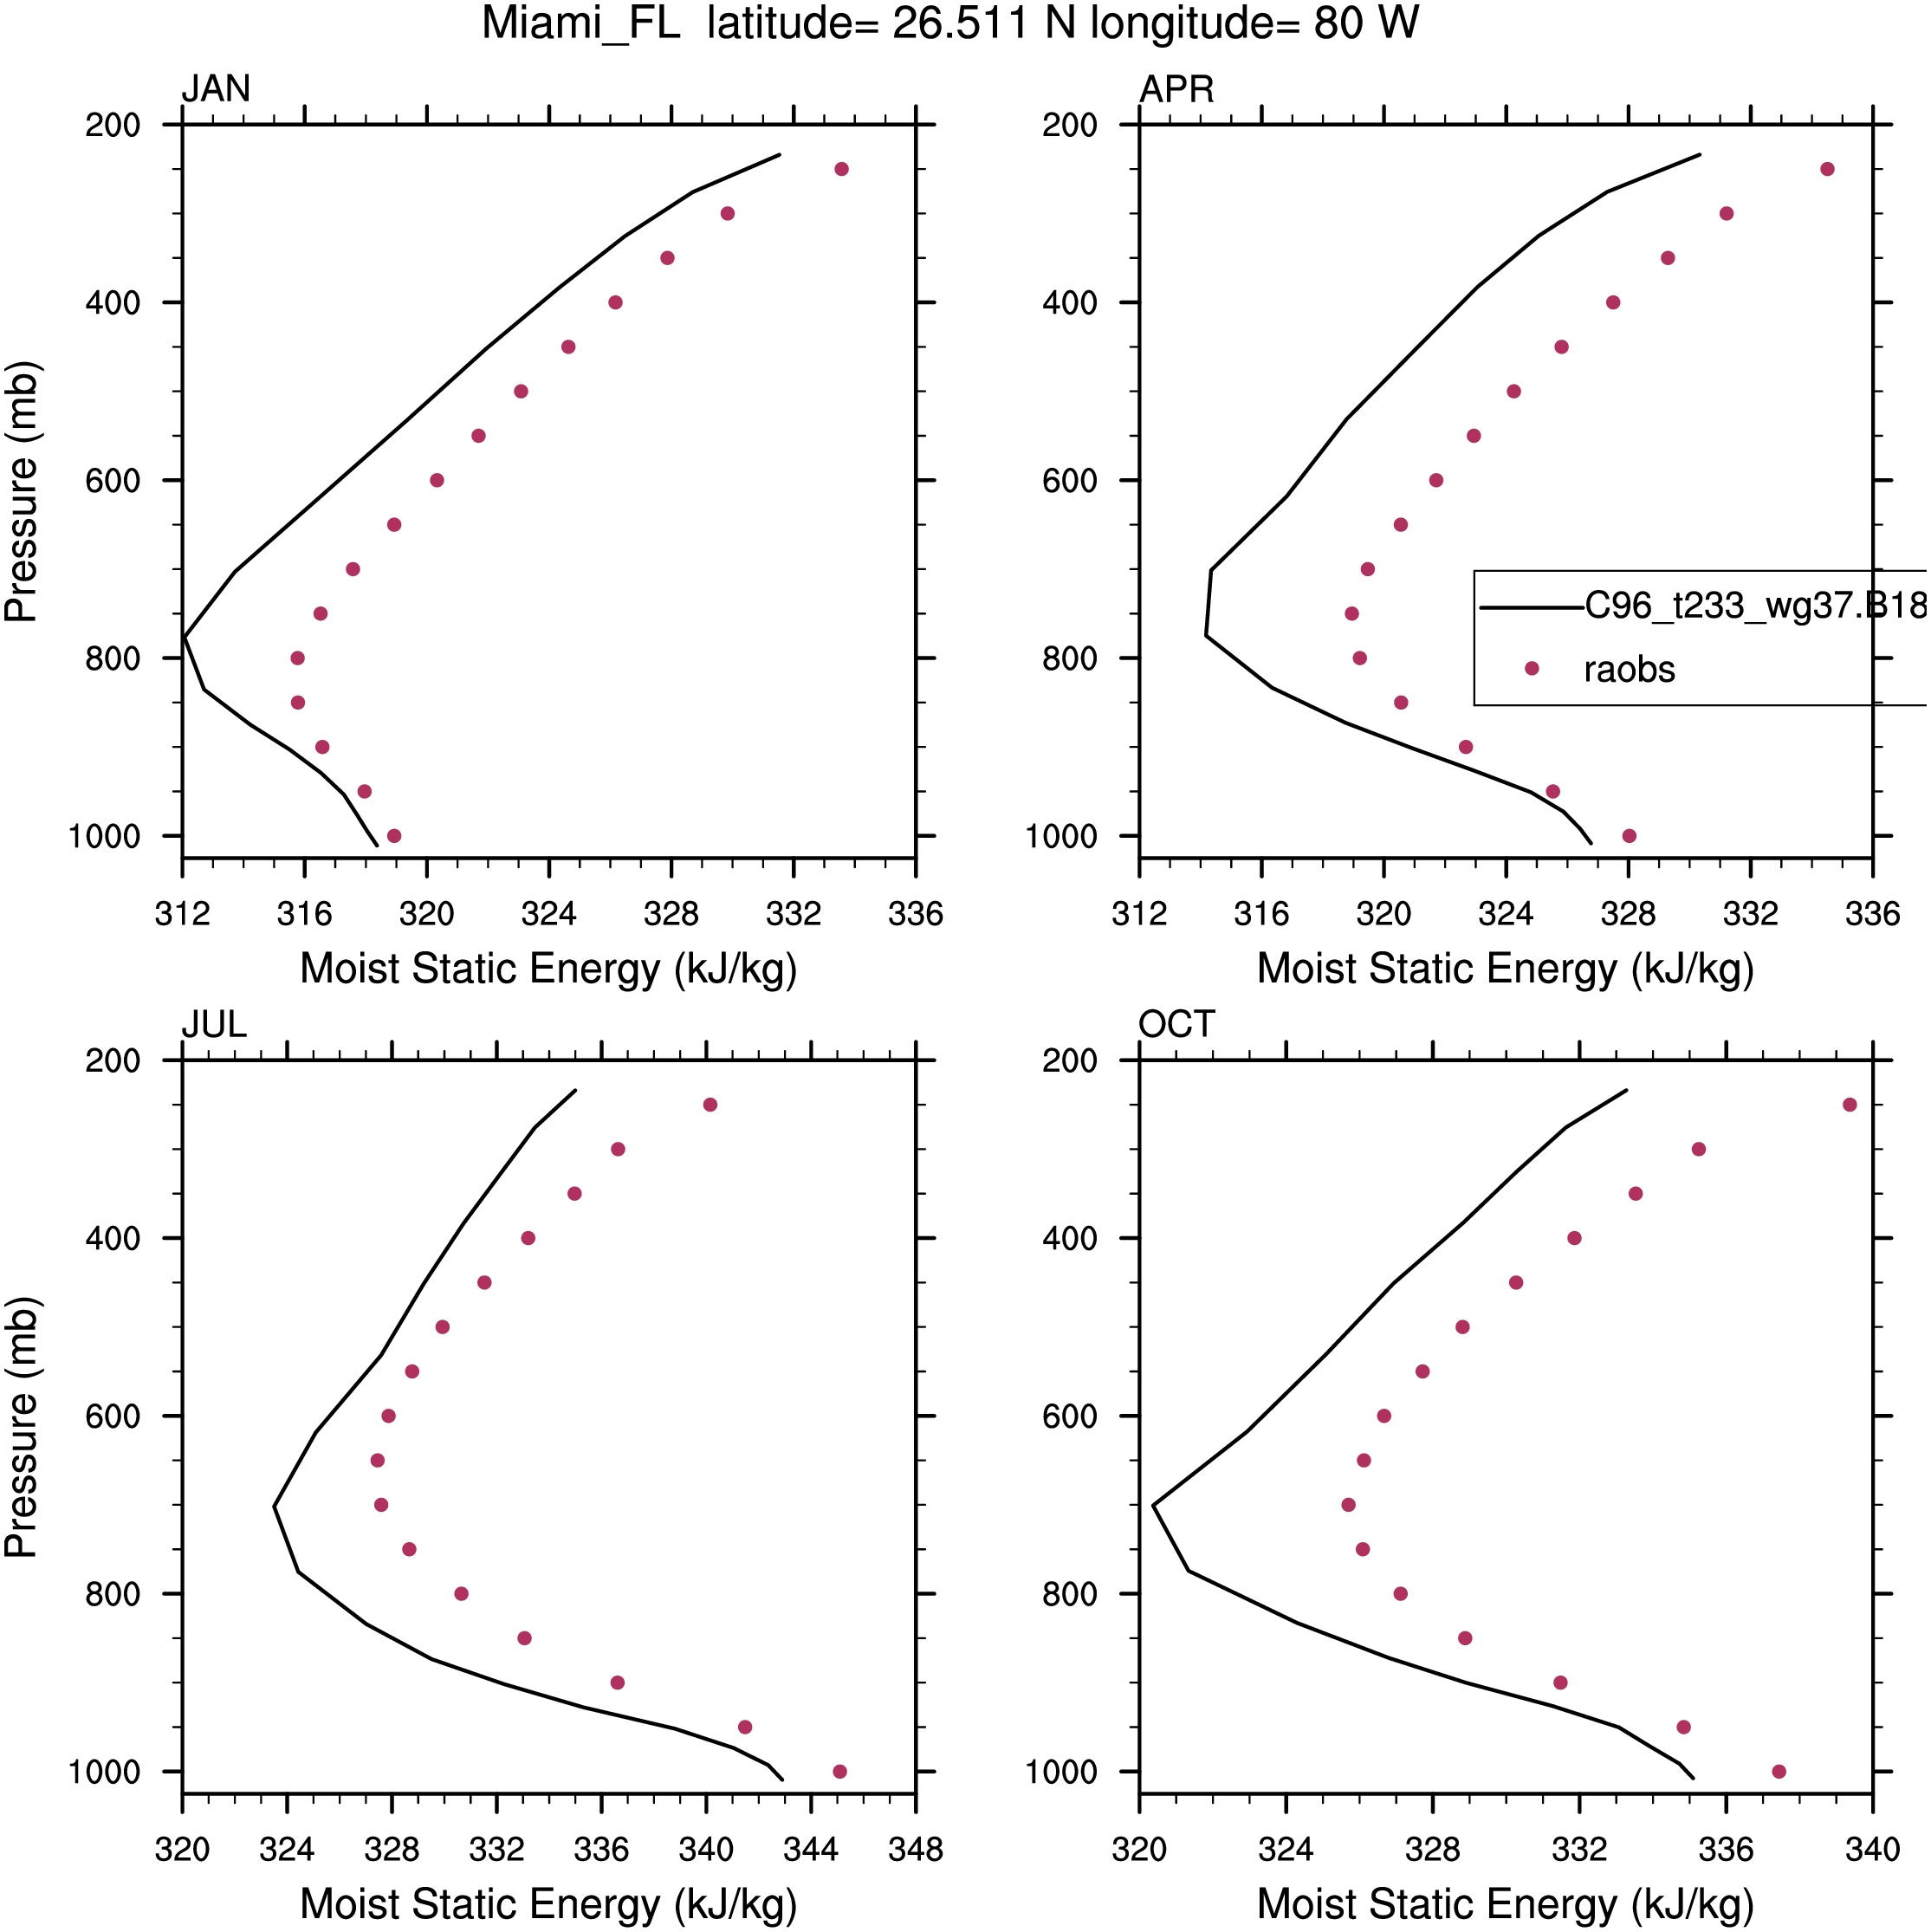 Miami_FL latitude= 26.511 N longitude= 80 W
JAN
200
400
600
800
1000
Pressure (mb)
312 316 320 324 328 332 336
Moist Static Energy (kJ/kg)
APR
200
400
600
800
1000
C96_t233_wg37.B18
raobs
312 316 320 324 328 332 336
Moist Static Energy (kJ/kg)
JUL
200
400
600
800
1000
Pressure (mb)
320 324 328 332 336 340 344 348
Moist Static Energy (kJ/kg)
OCT
200
400
600
800
1000
320 324 328 332 336 340
Moist Static Energy (kJ/kg)